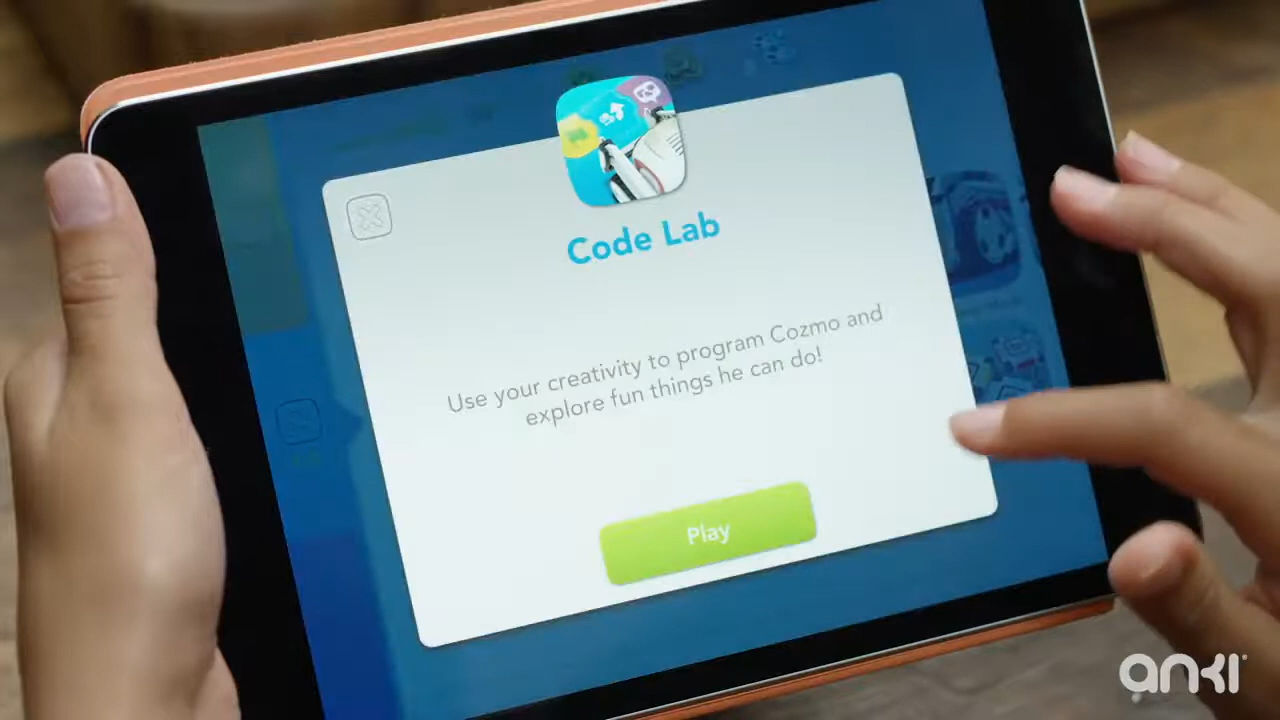 Code Lab
Use your creativity to program Cozmo and
explore fun things he can do!
Play
ANKI